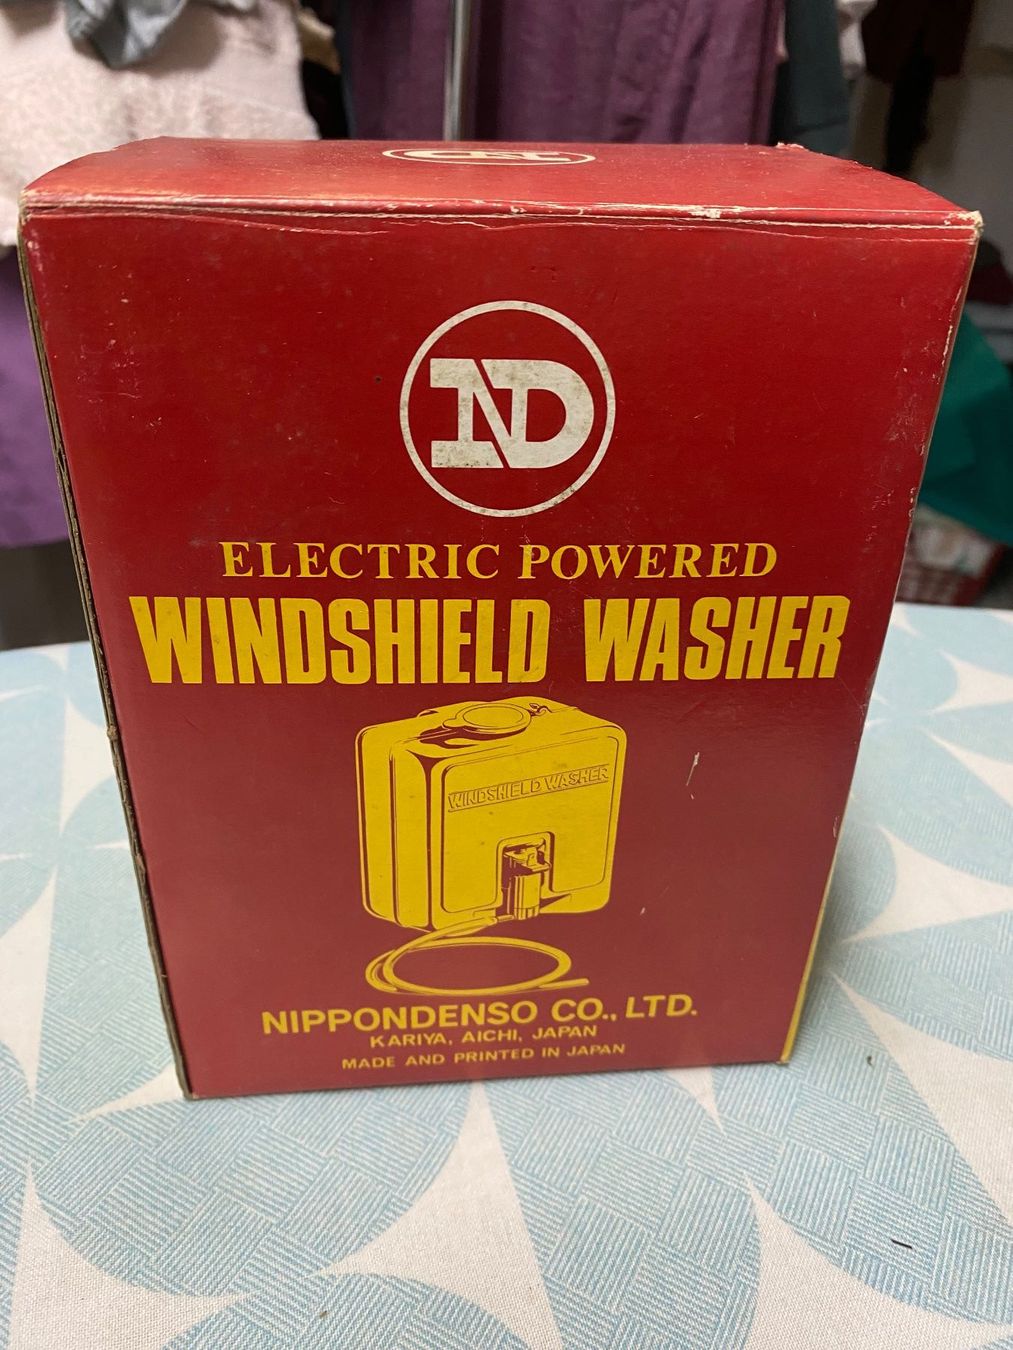 ND
ELECTRIC POWERED
WINDSHIELD WASHER
WINDSHIELD WASHER
NIPPONDENSO CO., LTD.
KARIYA, AICHI, JAPAN
MADE AND PRINTED IN JAPAN